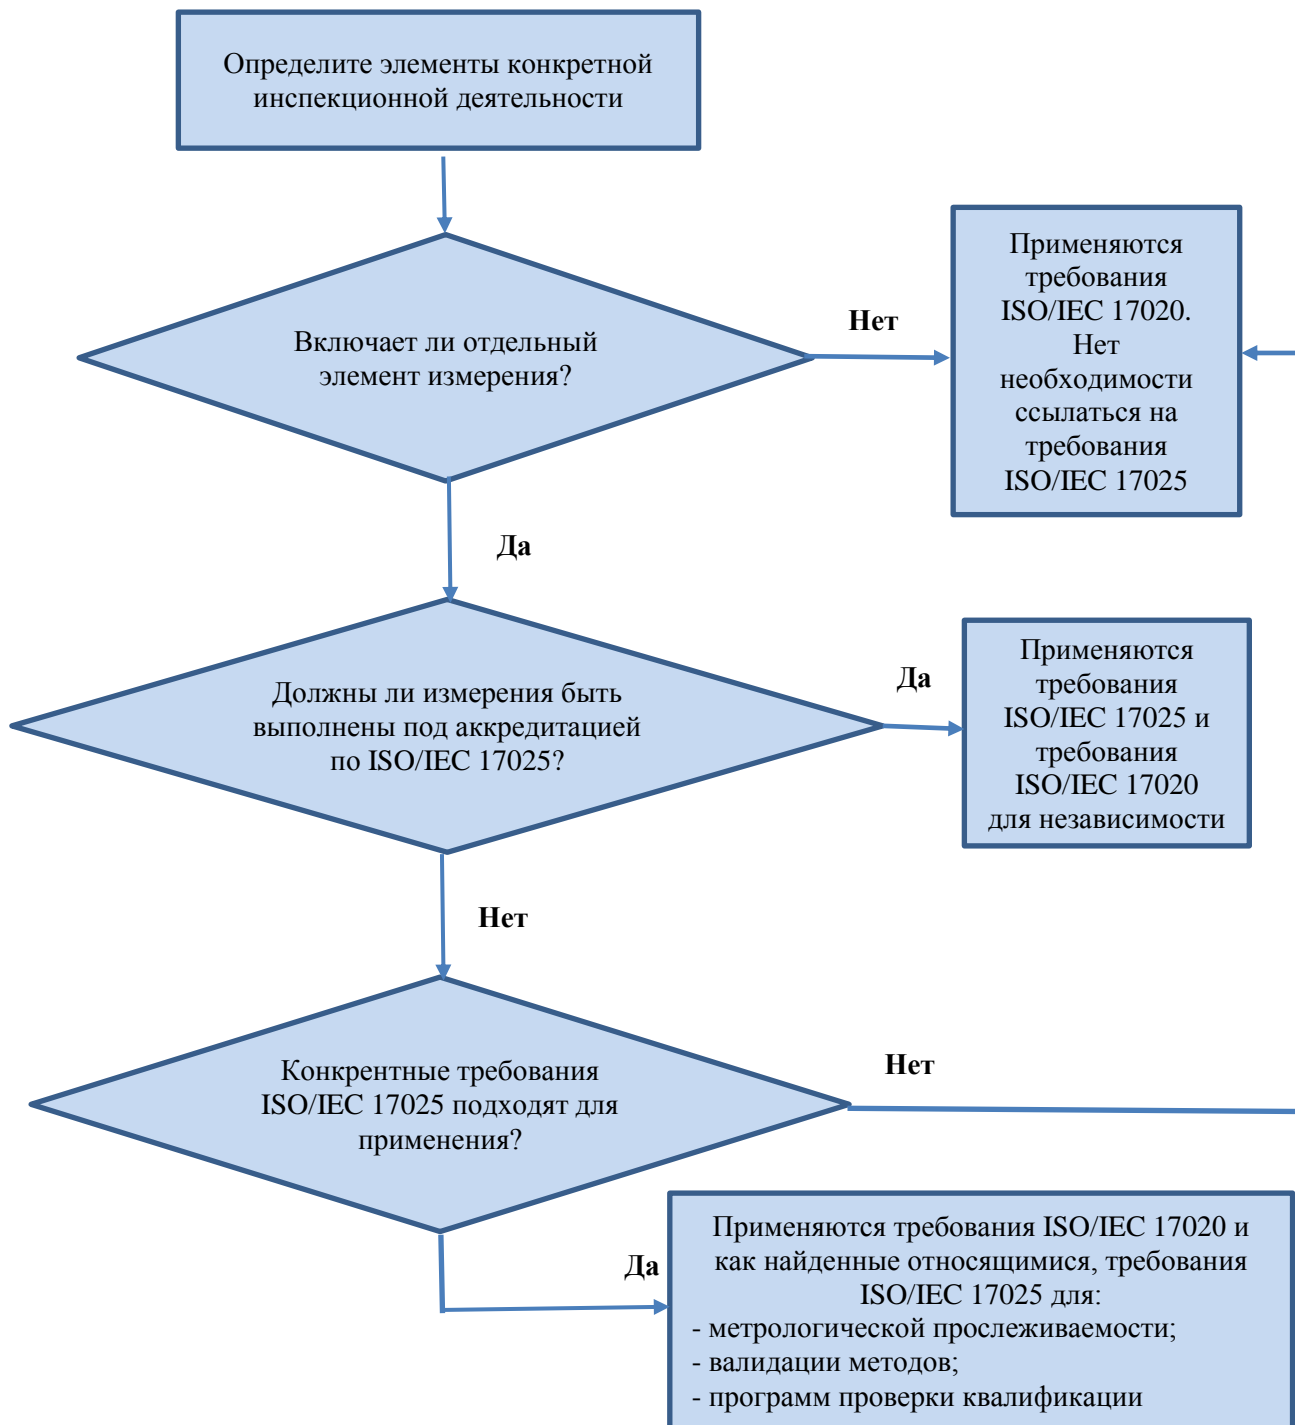 Определите элементы конкретной
инспекционной деятельности
Включает ли отдельный
элемент измерения?
Нет
Применяются
требования
ISO/IEC 17020.
Нет
необходимости
ссылаться на
требования
ISO/IEC 17025
Да
Должны ли измерения быть
выполнены под аккредитацией
по ISO/IEC 17025?
Да
Применяются
требования
ISO/IEC 17025 и
требования
ISO/IEC 17020
для независимости
Нет
Конкрентные требования
ISO/IEC 17025 подходят для
применения?
Нет
Да
Применяются требования ISO/IEC 17020 и
как найденные относящимися, требования
ISO/IEC 17025 для:
- метрологической прослеживаемости;
- валидации методов;
- программ проверки квалификации